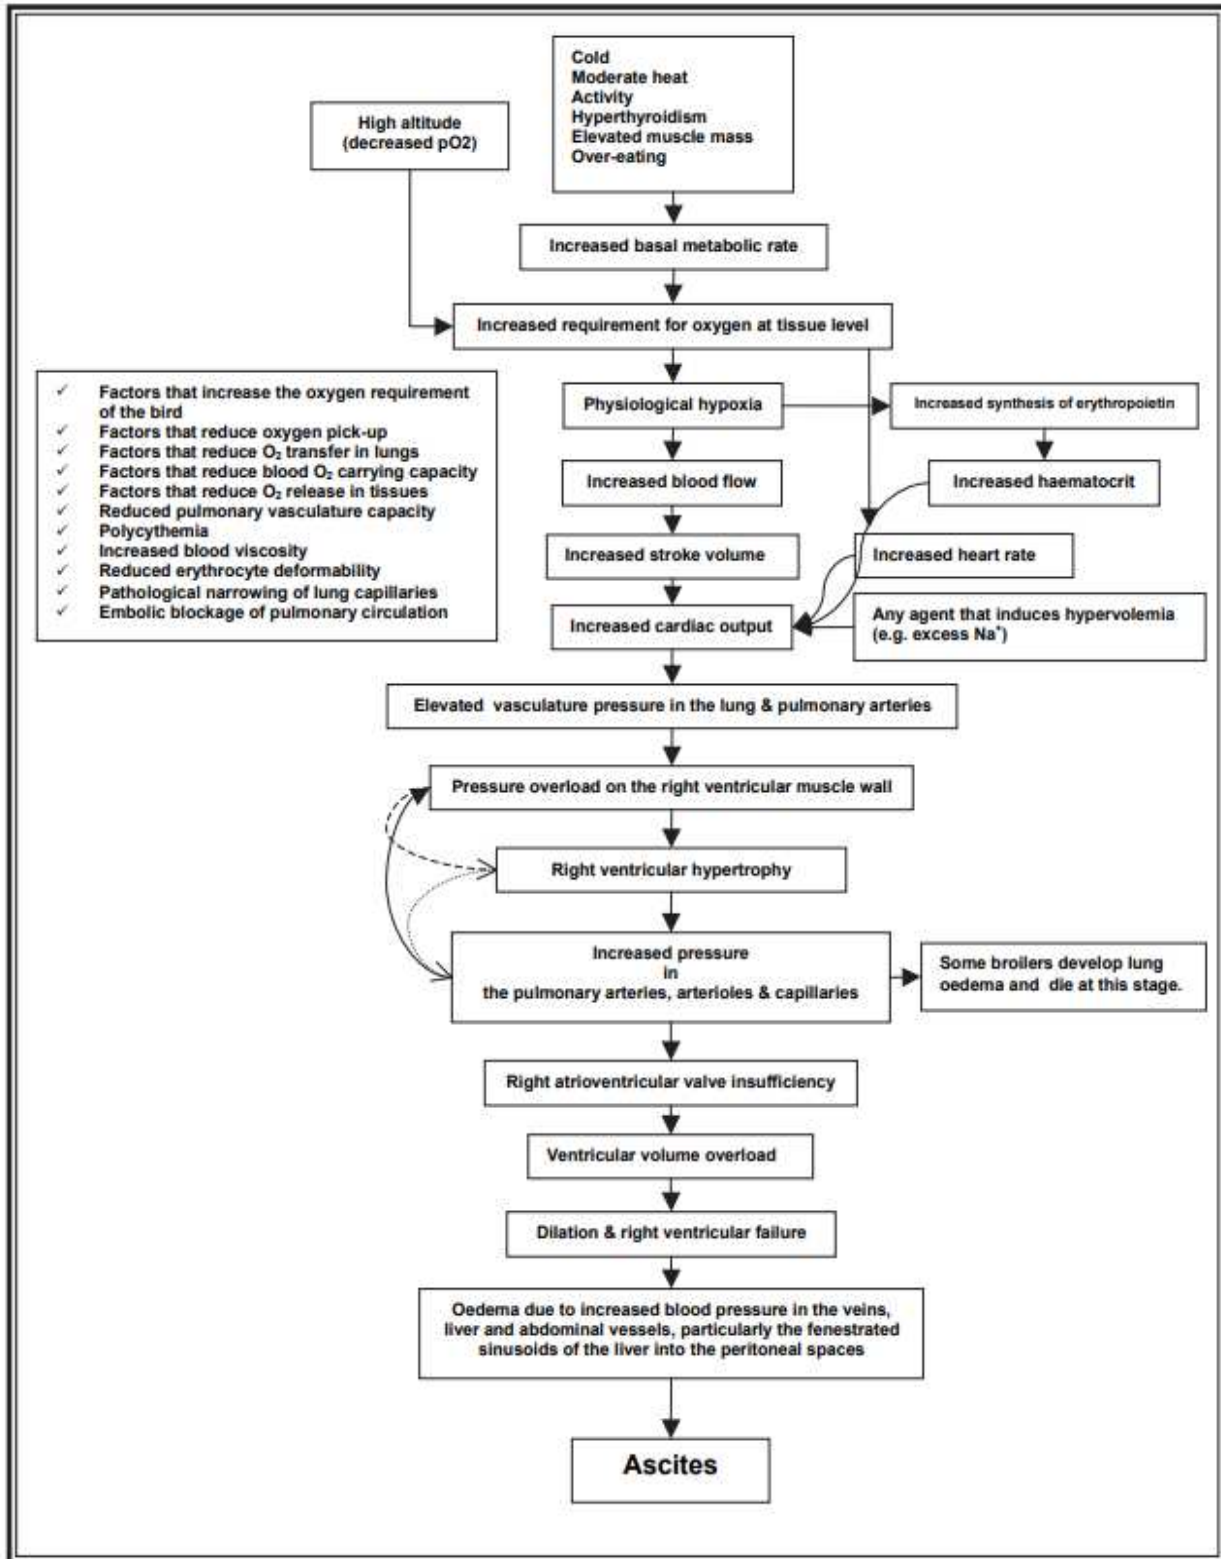 Cold
Moderate heat
Activity
Hyperthyroidism
Elevated muscle mass
Over-eating
High altitude
(decreased pO2)
Increased basal metabolic rate
Increased requirement for oxygen at tissue level
✓ Factors that increase the oxygen requirement
of the bird
✓ Factors that reduce oxygen pick-up
✓ Factors that reduce O₂ transfer in lungs
✓ Factors that reduce blood O₂ carrying capacity
✓ Factors that reduce O₂ release in tissues
✓ Reduced pulmonary vasculature capacity
✓ Polycythemia
✓ Increased blood viscosity
✓ Reduced erythrocyte deformability
✓ Pathological narrowing of lung capillaries
✓ Embolic blockage of pulmonary circulation
Physiological hypoxia
Increased synthesis of erythropoietin
Increased blood flow
Increased haematocrit
Increased stroke volume
Increased heart rate
Increased cardiac output
Any agent that induces hypervolemia
(e.g. excess Na⁺)
Elevated vasculature pressure in the lung & pulmonary arteries
Pressure overload on the right ventricular muscle wall
Right ventricular hypertrophy
Increased pressure
in
the pulmonary arteries, arterioles & capillaries
Some broilers develop lung
oedema and die at this stage.
Right atrioventricular valve insufficiency
Ventricular volume overload
Dilation & right ventricular failure
Oedema due to increased blood pressure in the veins,
liver and abdominal vessels, particularly the fenestrated
sinusoids of the liver into the peritoneal spaces
Ascites